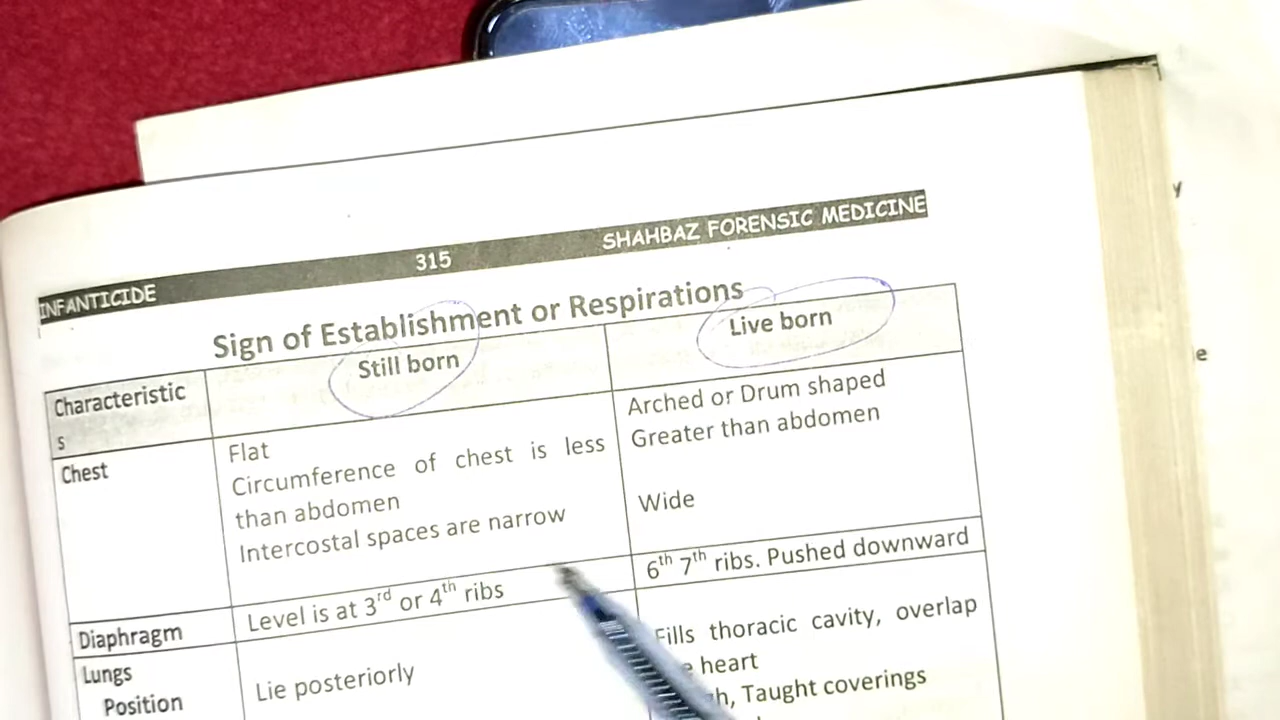 INFANTICIDE 315 SHAHBAZ FORENSIC MEDICINE
Sign of Establishment or Respirations
Characteristic
s
Still born
Live born
Chest
Flat
Circumference of chest is less
than abdomen
Intercostal spaces are narrow
Arched or Drum shaped
Greater than abdomen
Wide
Diaphragm
Level is at 3rd or 4th ribs
6th 7th ribs. Pushed downward
Lungs
Position
Lie posteriorly
Fills thoracic cavity, overlap
heart
Taught coverings
y
e